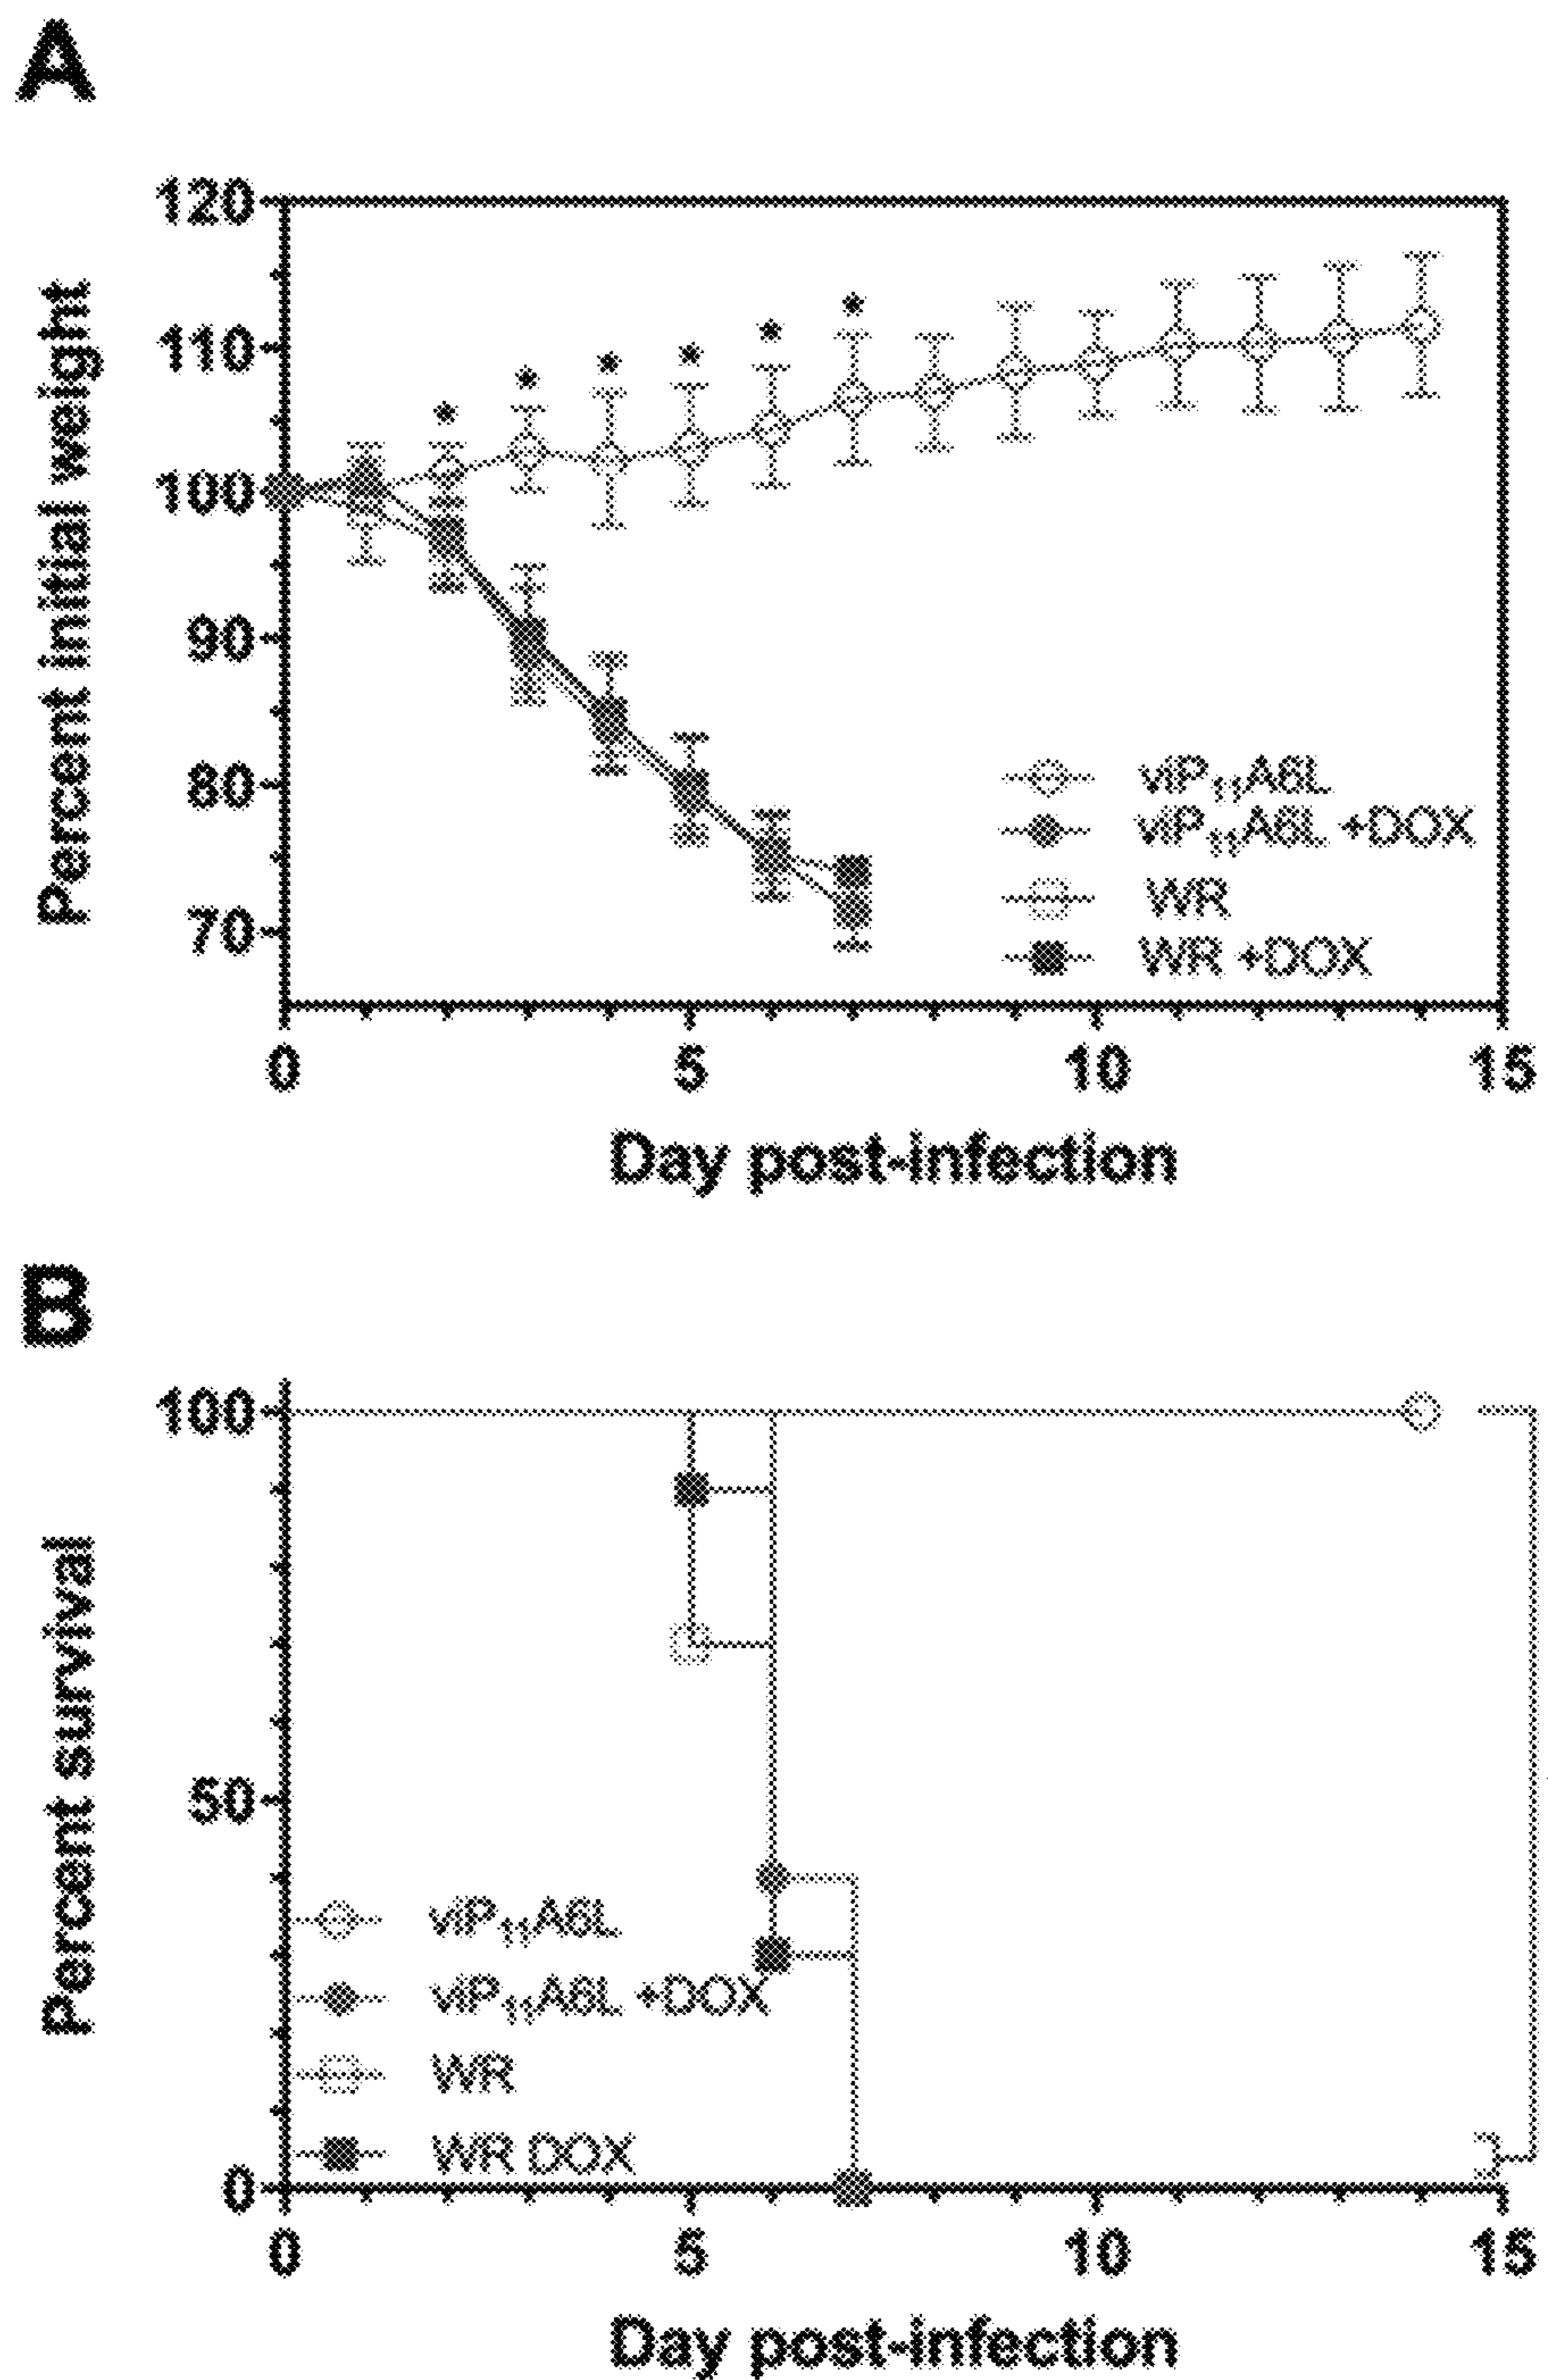 A
120
110
100
90
80
70
Percent initial weight
* * * * * *
viP₁₁A6L
viP₁₁A6L +DOX
WR
WR +DOX
0 5 10 15
Day post-infection
B
100
50
0
Percent survival
viP₁₁A6L
viP₁₁A6L +DOX
WR
WR DOX
0 5 10 15
Day post-infection